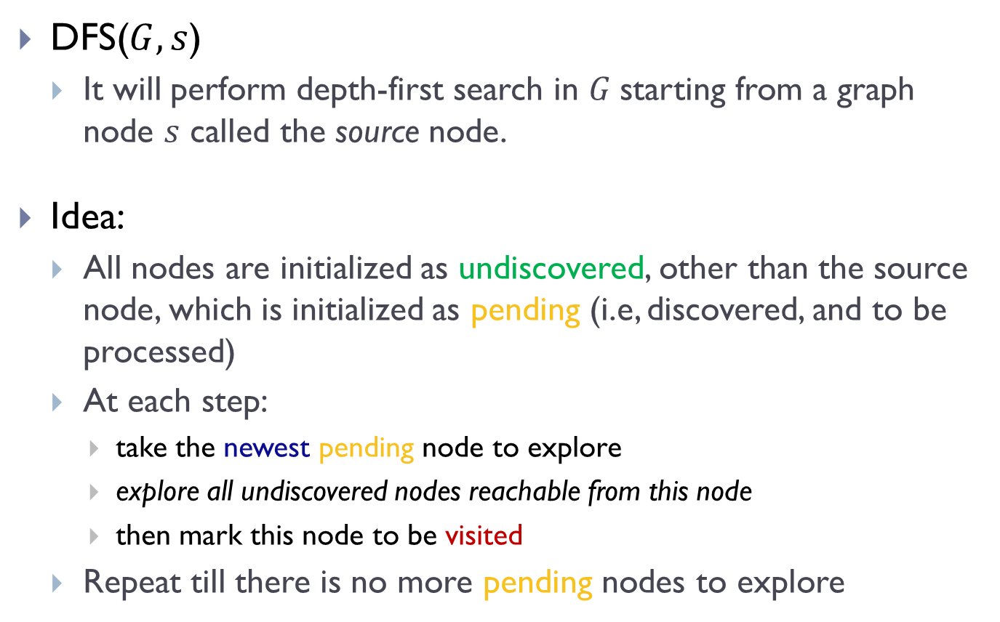 DFS(G, s)
It will perform depth-first search in G starting from a graph
node s called the source node.
Idea:
All nodes are initialized as undiscovered, other than the source
node, which is initialized as pending (i.e, discovered, and to be
processed)
At each step:
take the newest pending node to explore
explore all undiscovered nodes reachable from this node
then mark this node to be visited
Repeat till there is no more pending nodes to explore